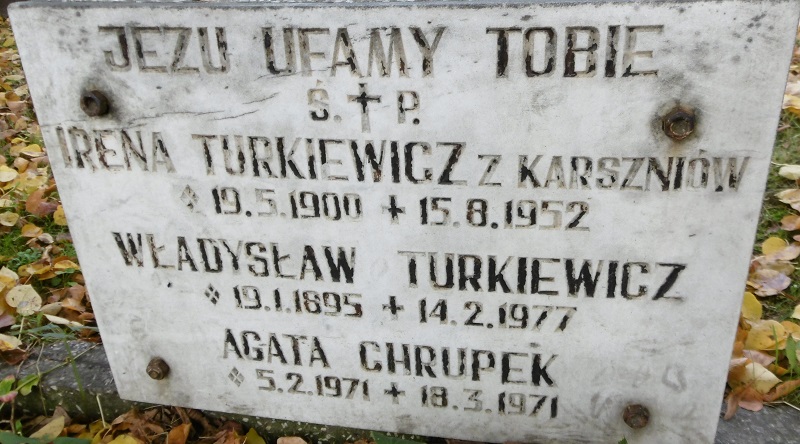 JEZU UFAMY TOBIE
Ś. ✝ P.
IRENA TURKIEWICZ Z KARSZNIÓW
19.5.1900 + 15.8.1952
WŁADYSŁAW TURKIEWICZ
19.1.1895 + 14.2.1977
AGATA CHRUPEK
5.2.1971 + 18.3.1971